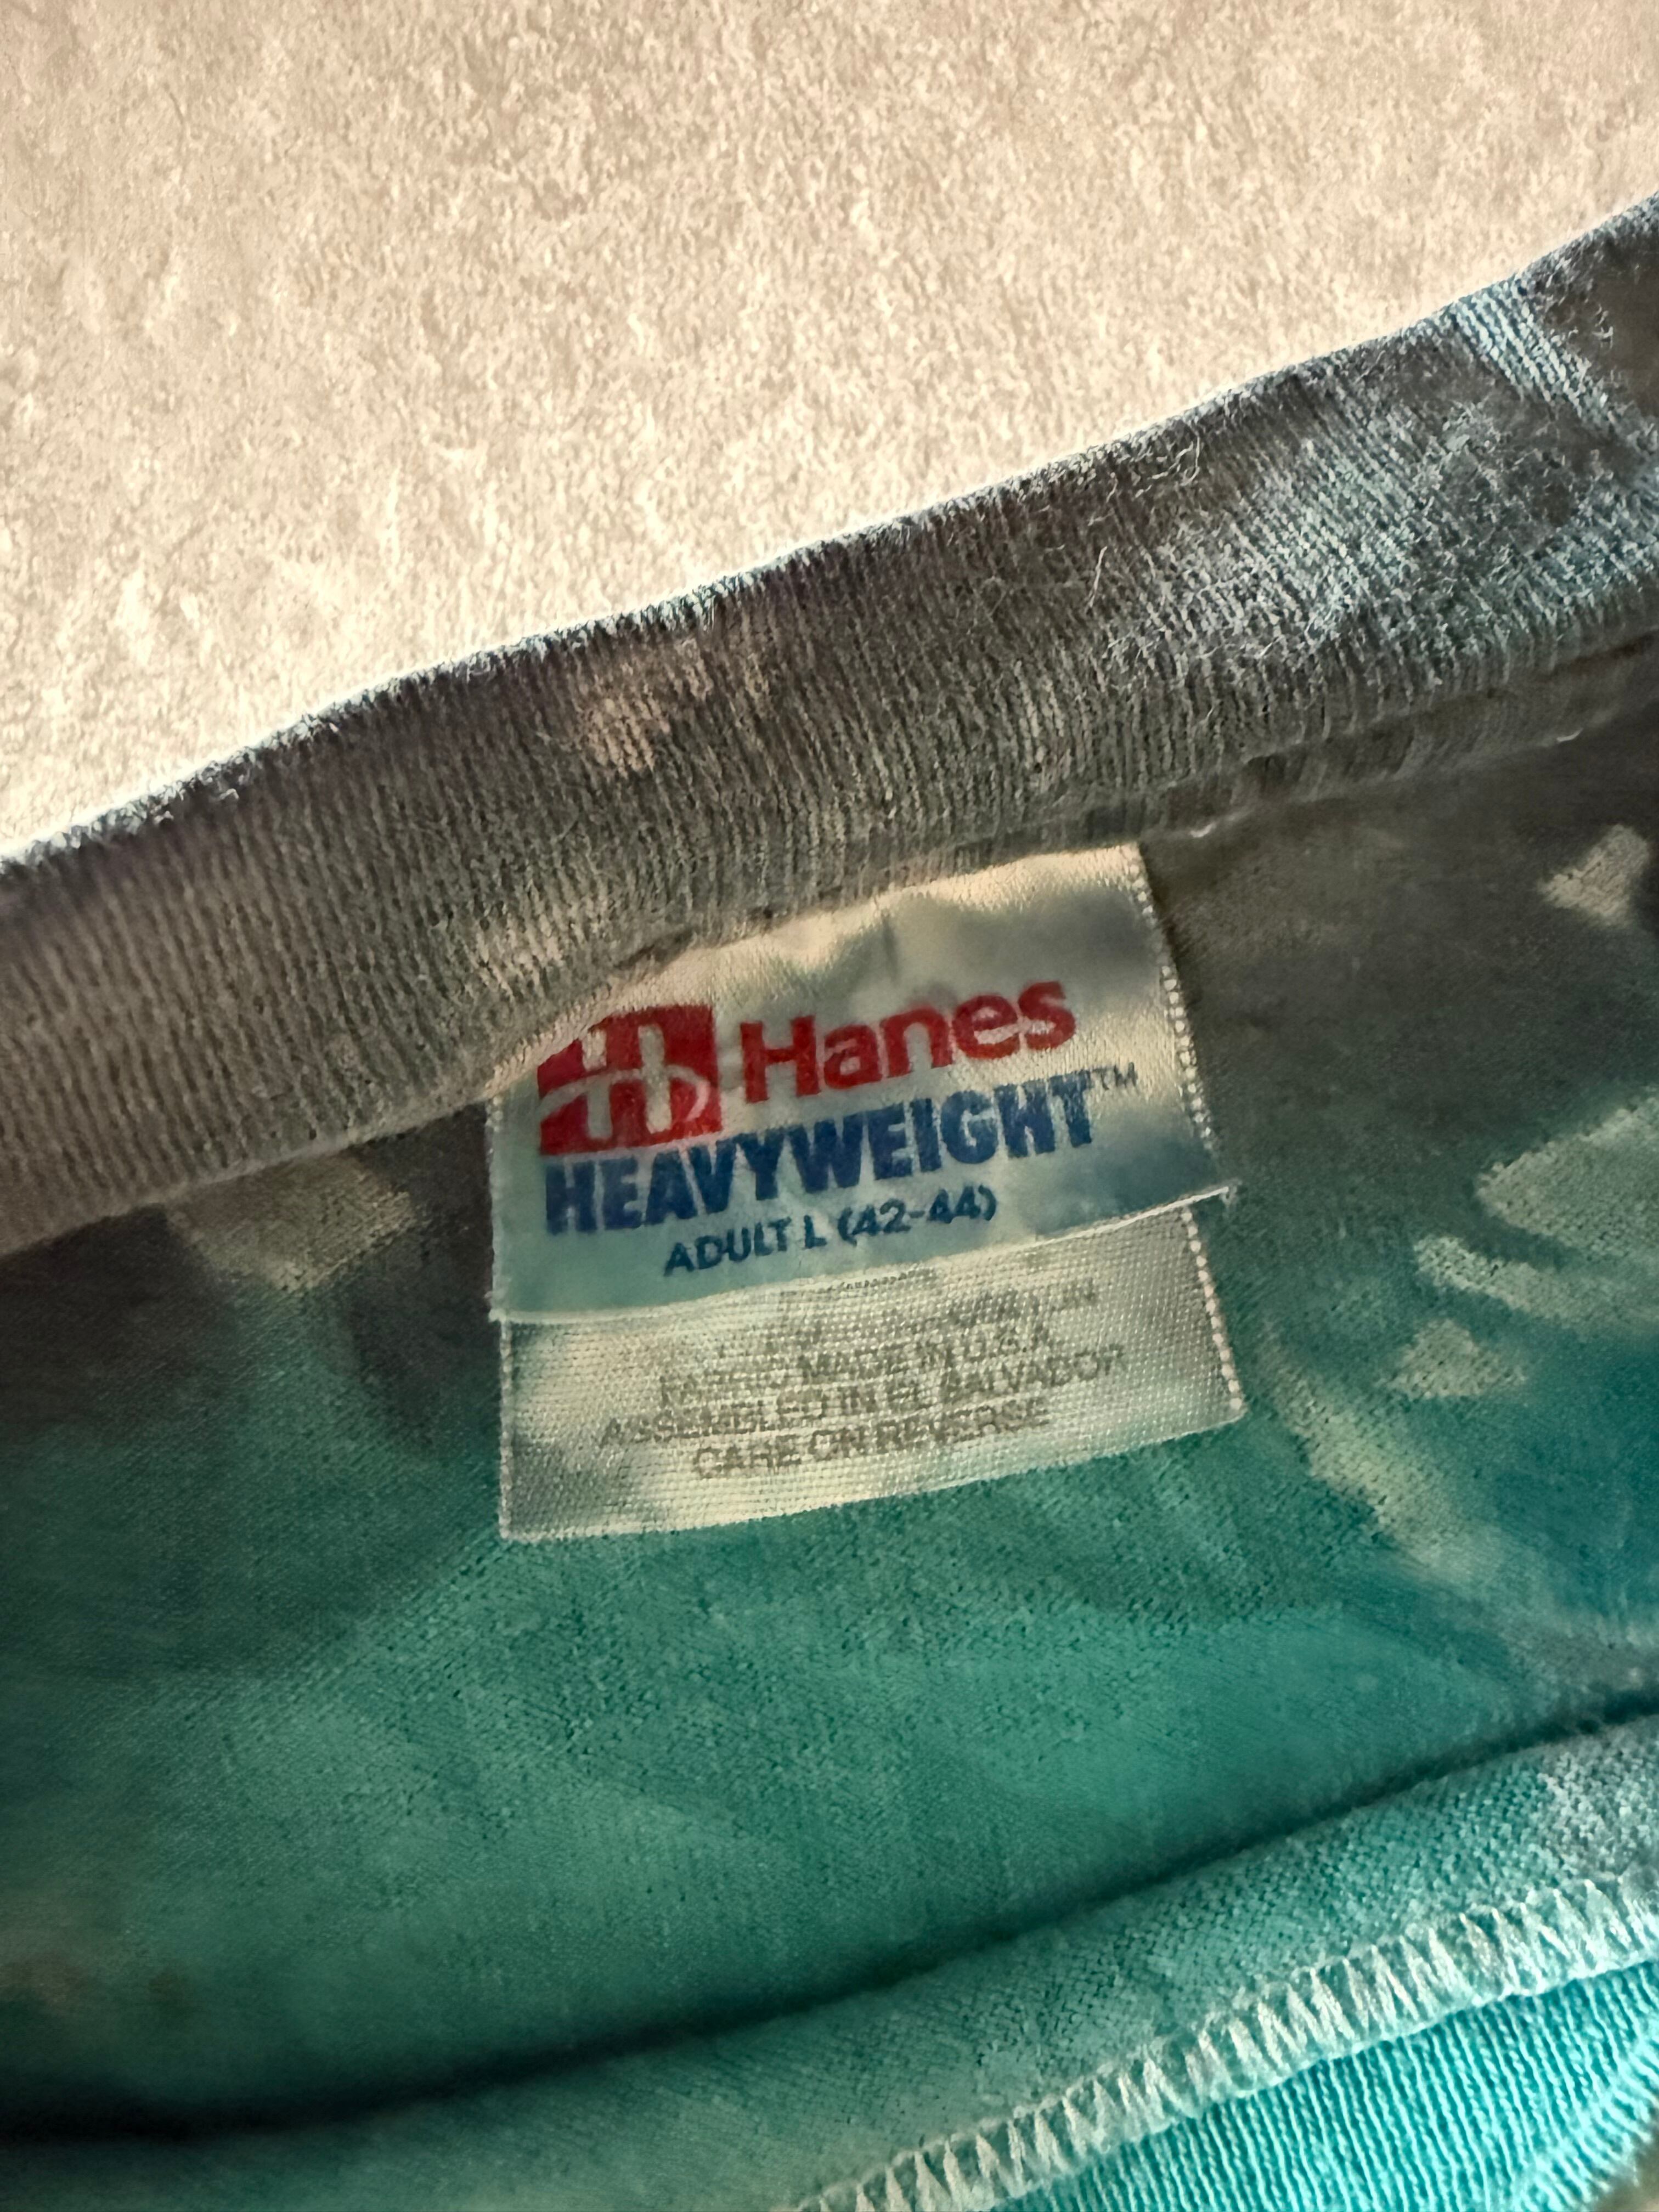 Hanes
HEAVYWEIGHT™
ADULT L (42-44)
MADE IN U.S.A.
ASSEMBLED IN EL SALVADOR
CARE ON REVERSE